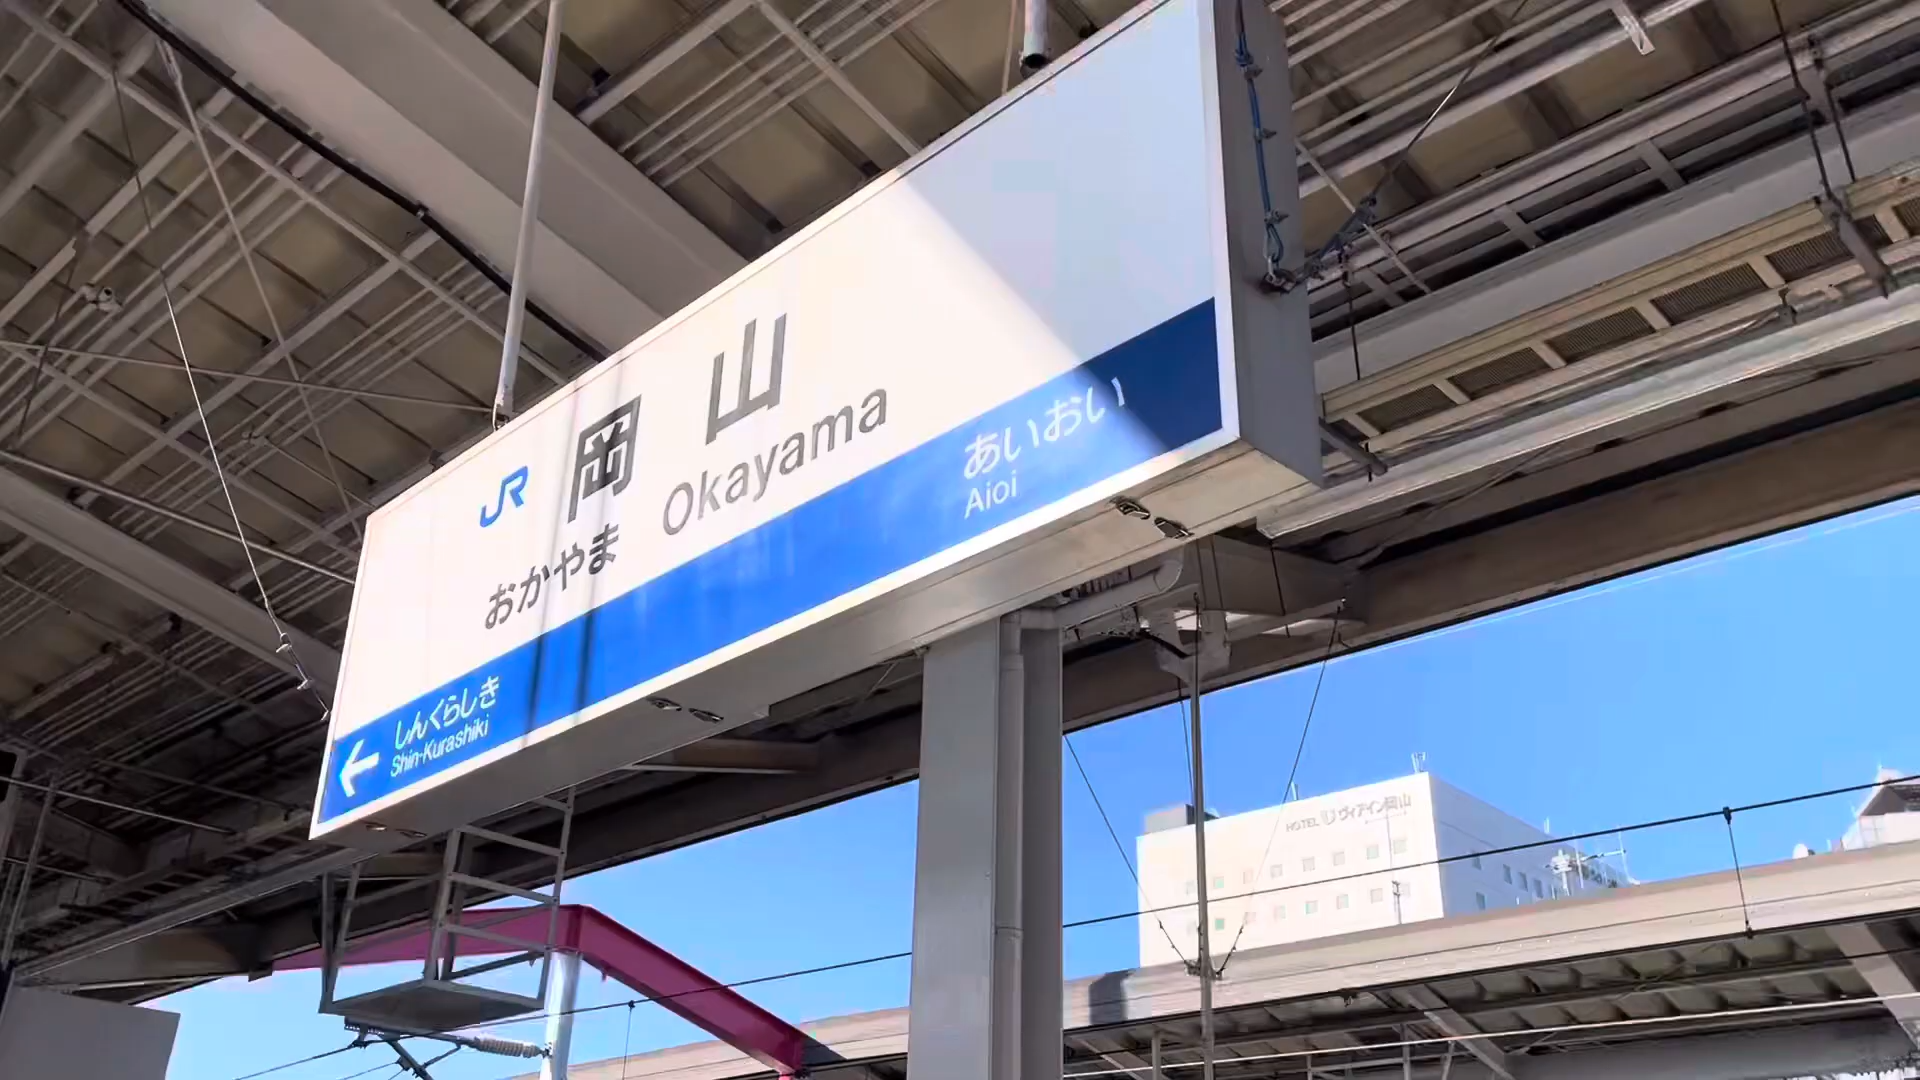 JR 岡山
おかやま Okayama
あいおい
Aioi
← しんくらしき
Shin-Kurashiki
HOTEL ヴィアイン岡山